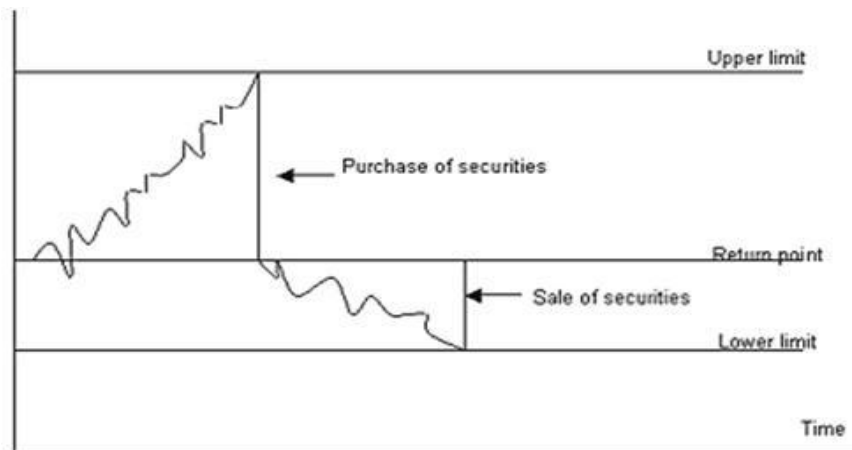 Upper limit
Purchase of securities
Return point
Sale of securities
Lower limit
Time